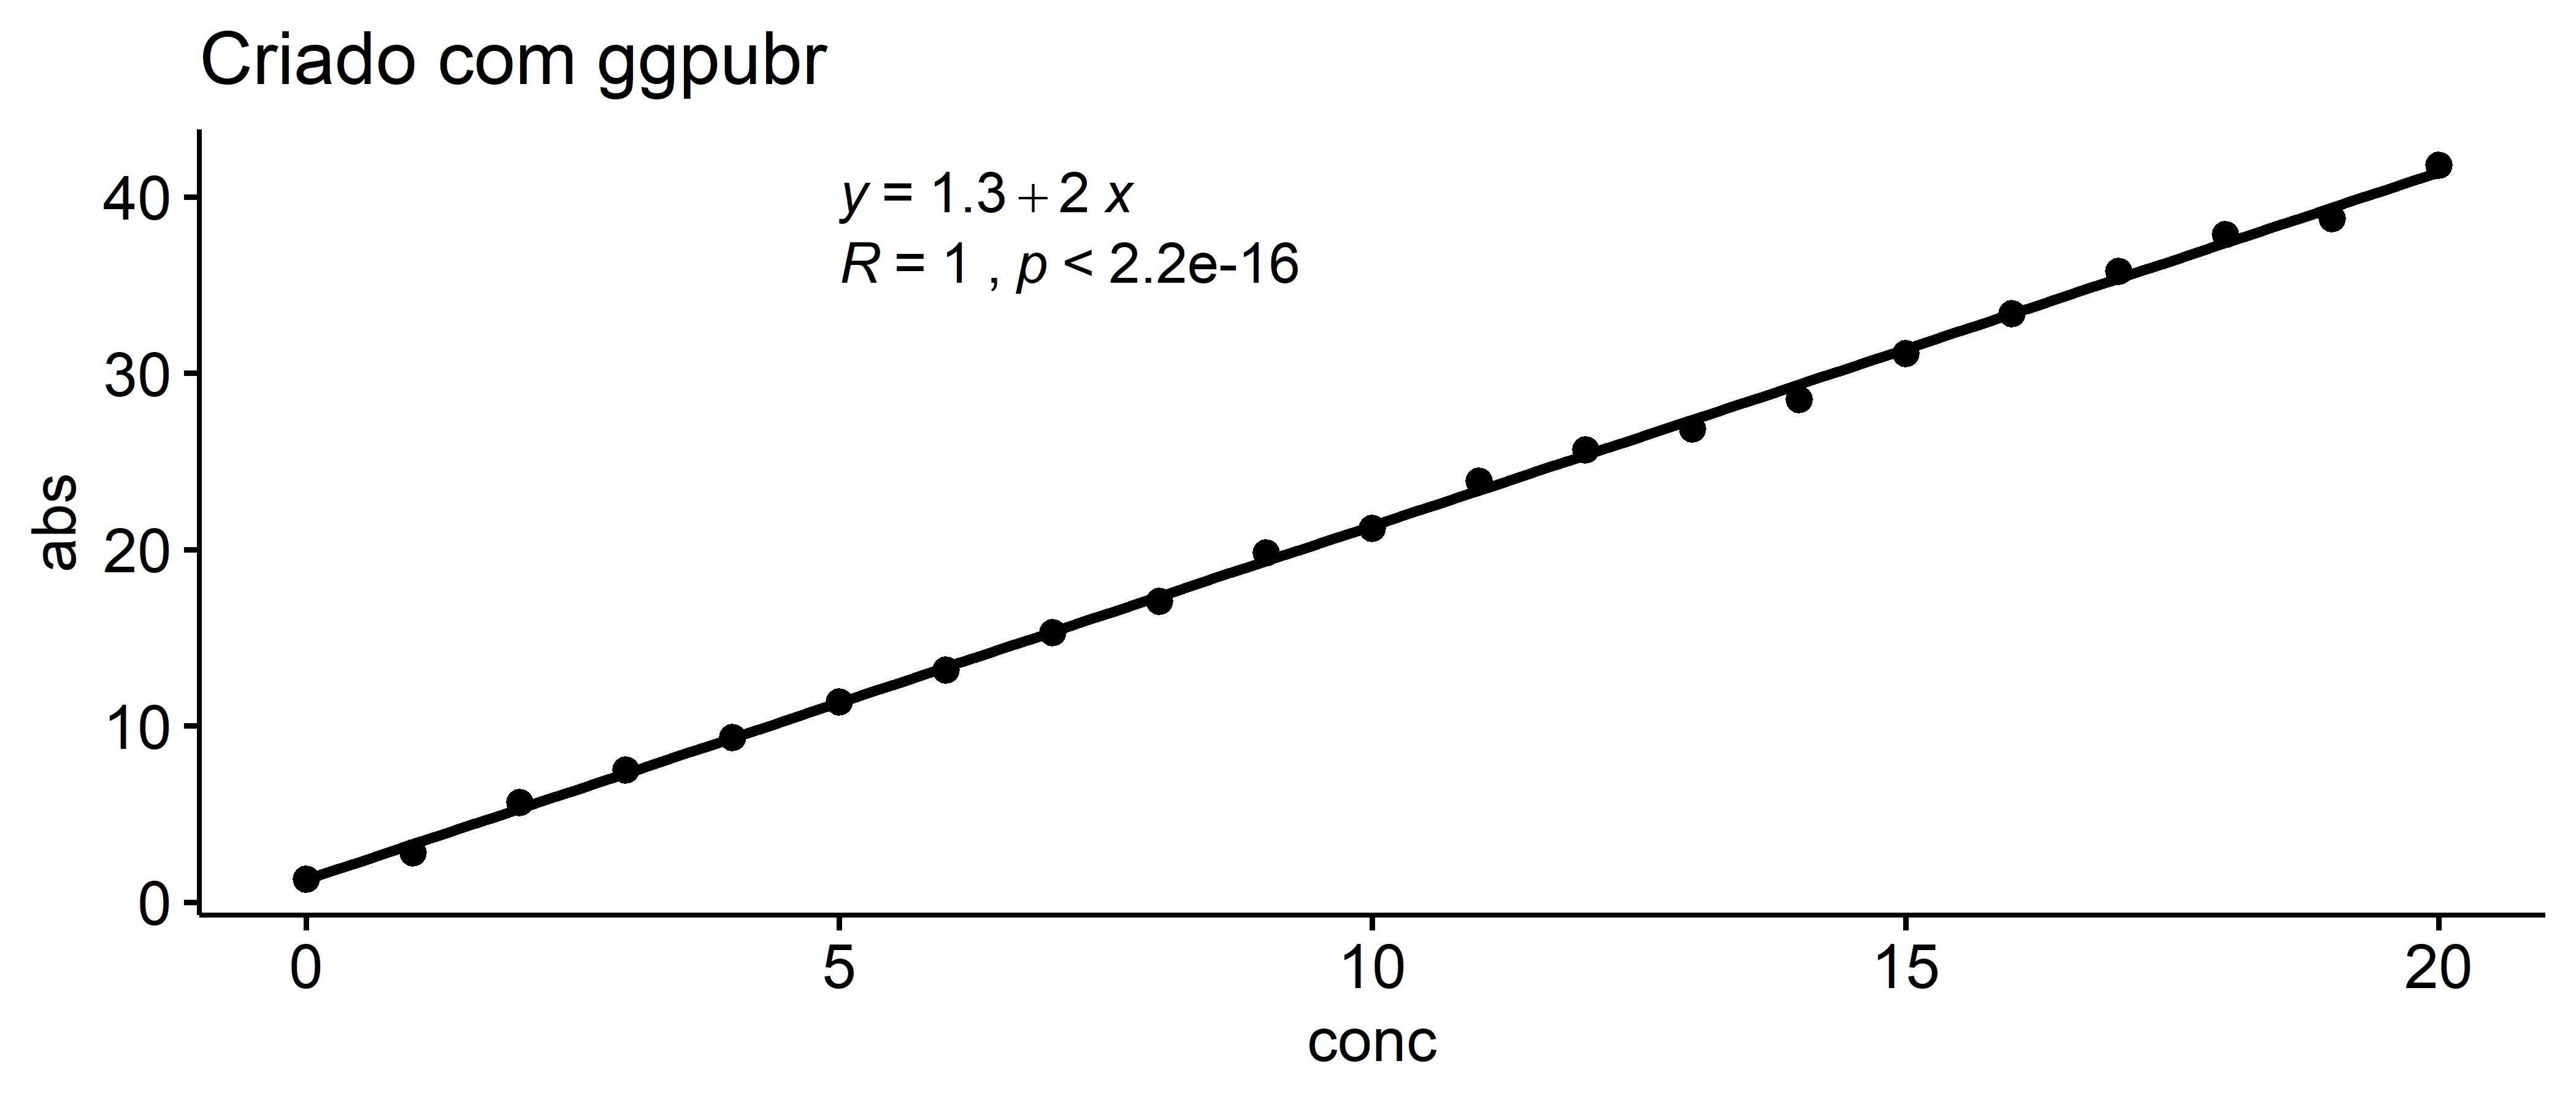 Criado com ggpubr
y = 1.3 + 2 x
R = 1 , p < 2.2e-16
40
30
20
10
0
abs
0 5 10 15 20
conc